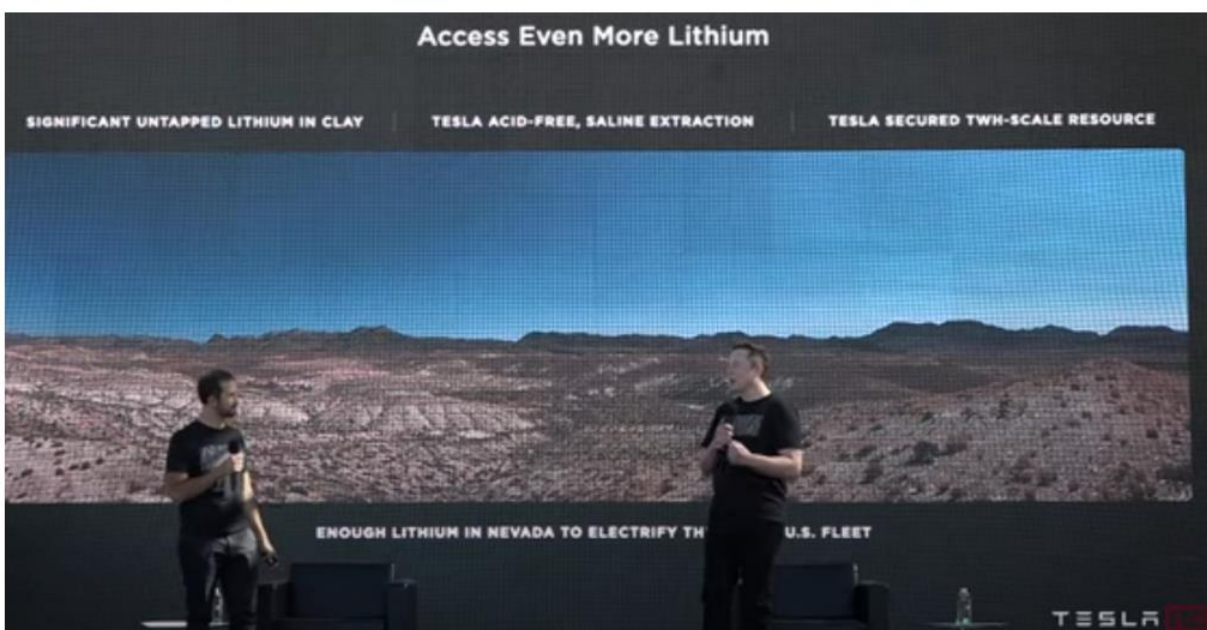 Access Even More Lithium
SIGNIFICANT UNTAPPED LITHIUM IN CLAY
TESLA ACID-FREE, SALINE EXTRACTION
TESLA SECURED TWH-SCALE RESOURCE
ENOUGH LITHIUM IN NEVADA TO ELECTRIFY TH U.S. FLEET
TESLA